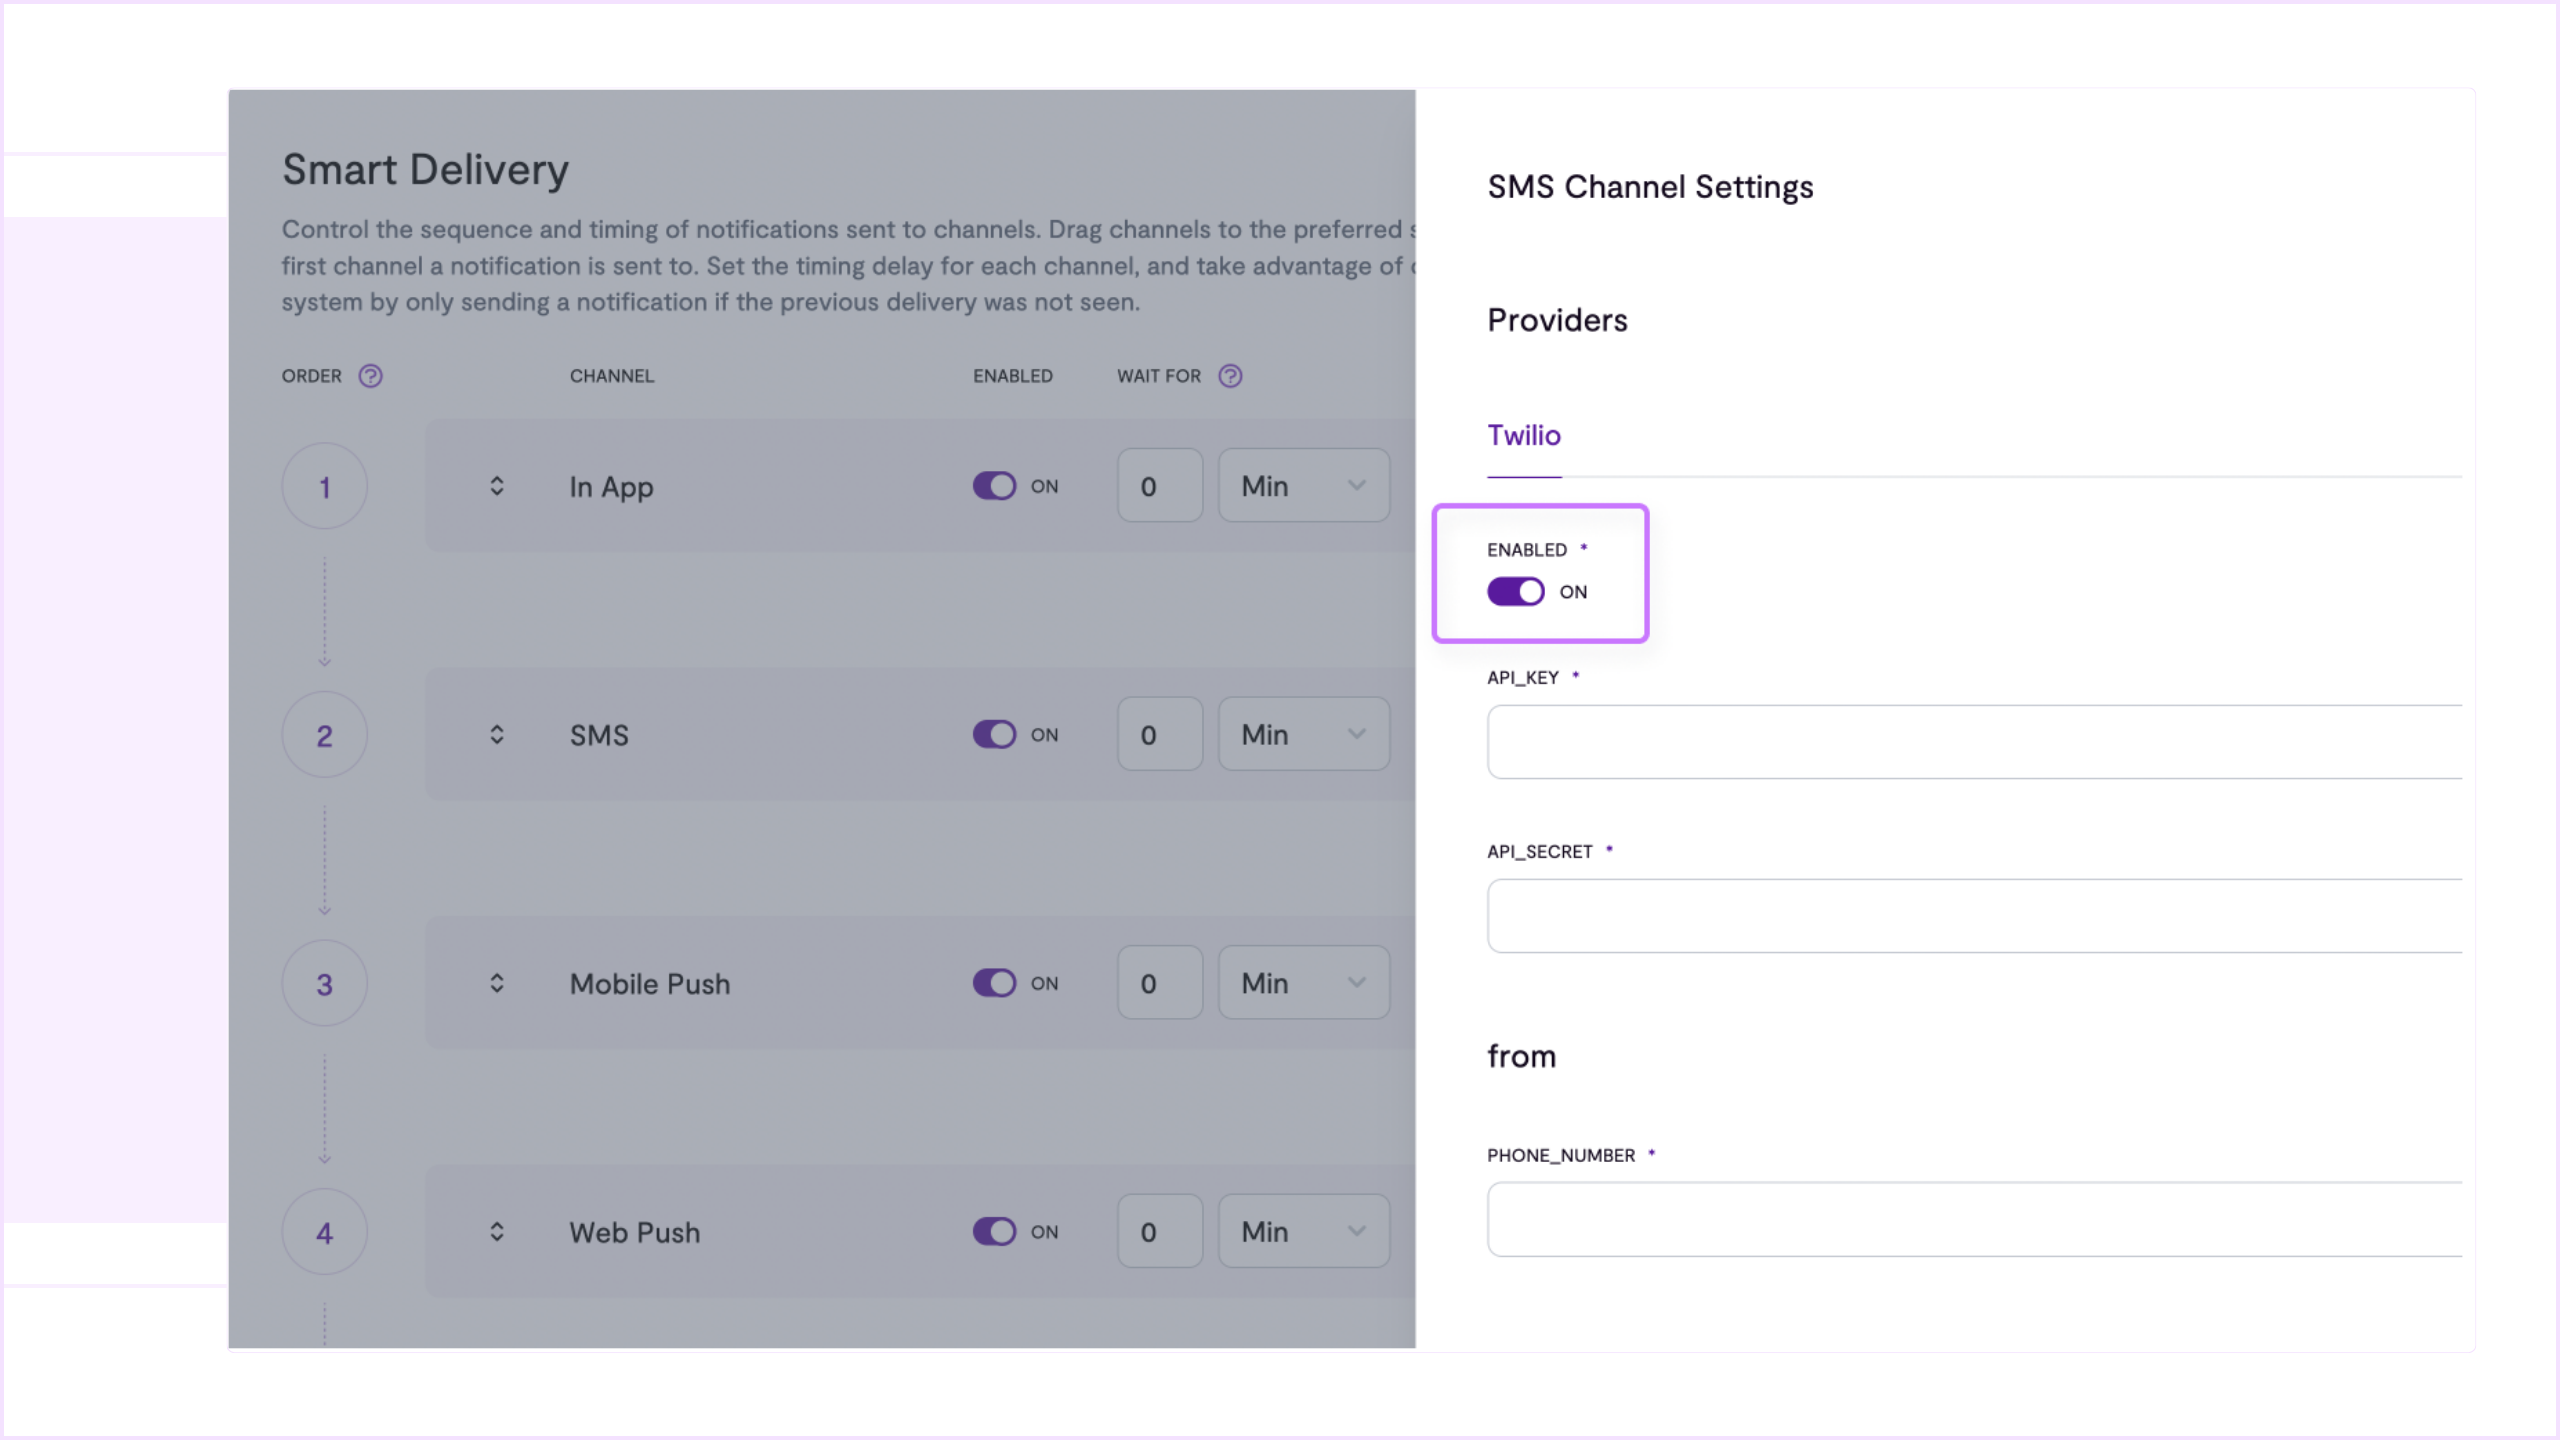 Smart Delivery
Control the sequence and timing of notifications sent to channels. Drag channels to the preferred
first channel a notification is sent to. Set the timing delay for each channel, and take advantage of
system by only sending a notification if the previous delivery was not seen.
ORDER ? CHANNEL ENABLED WAIT FOR ?
1 In App ON 0 Min
2 SMS ON 0 Min
3 Mobile Push ON 0 Min
4 Web Push ON 0 Min
SMS Channel Settings
Providers
Twilio
ENABLED *
ON
API_KEY *
API_SECRET *
from
PHONE_NUMBER *